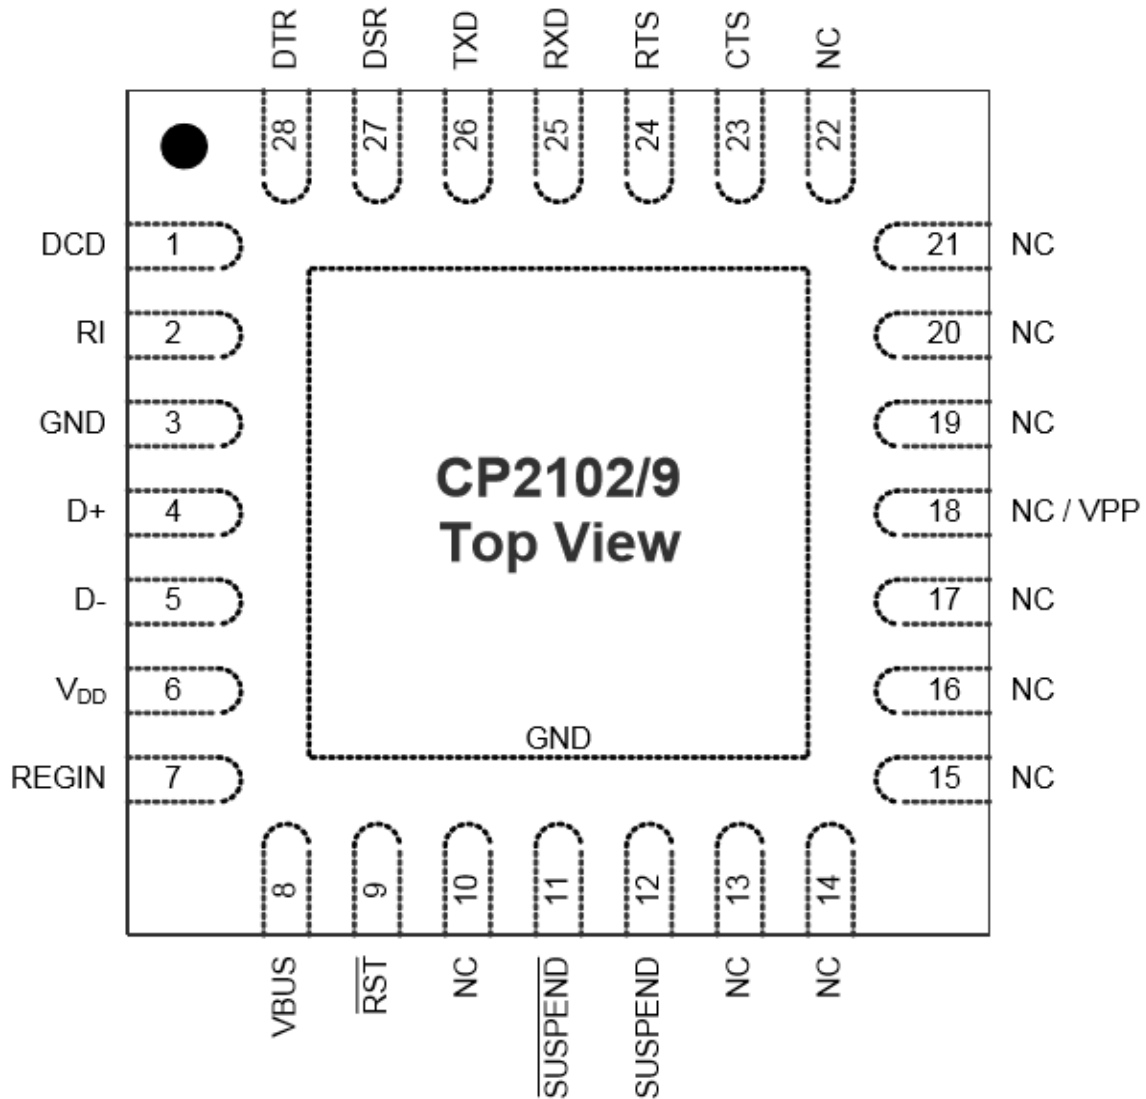 DTR DSR TXD RXD RTS CTS NC
28 27 26 25 24 23 22
DCD 1 21 NC
RI 2 20 NC
GND 3 19 NC
D+ 4 18 NC / VPP
D- 5 17 NC
VDD 6 16 NC
REGIN 7 15 NC
CP2102/9
Top View
GND
8 9 10 11 12 13 14
VBUS R̅S̅T̅ NC S̅U̅S̅P̅E̅N̅D̅ SUSPEND NC NC